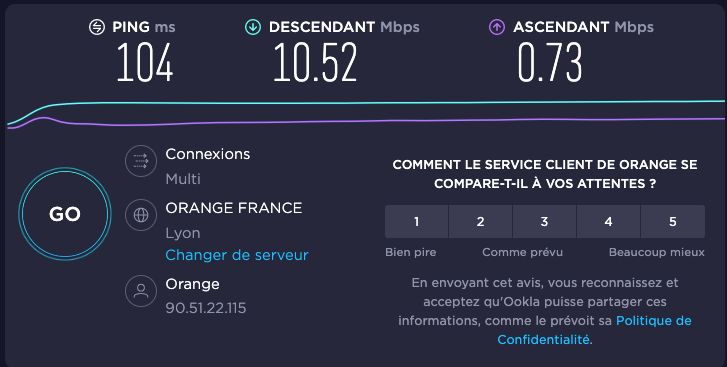 PING ms
104
DESCENDANT Mbps
10.52
ASCENDANT Mbps
0.73
GO
Connexions
Multi
ORANGE FRANCE
Lyon
Changer de serveur
Orange
90.51.22.115
COMMENT LE SERVICE CLIENT DE ORANGE SE
COMPARE-T-IL À VOS ATTENTES ?
1 2 3 4 5
Bien pire Comme prévu Beaucoup mieux
En envoyant cet avis, vous reconnaissez et
acceptez qu'Ookla puisse partager ces
informations, comme le prévoit sa Politique de
Confidentialité.